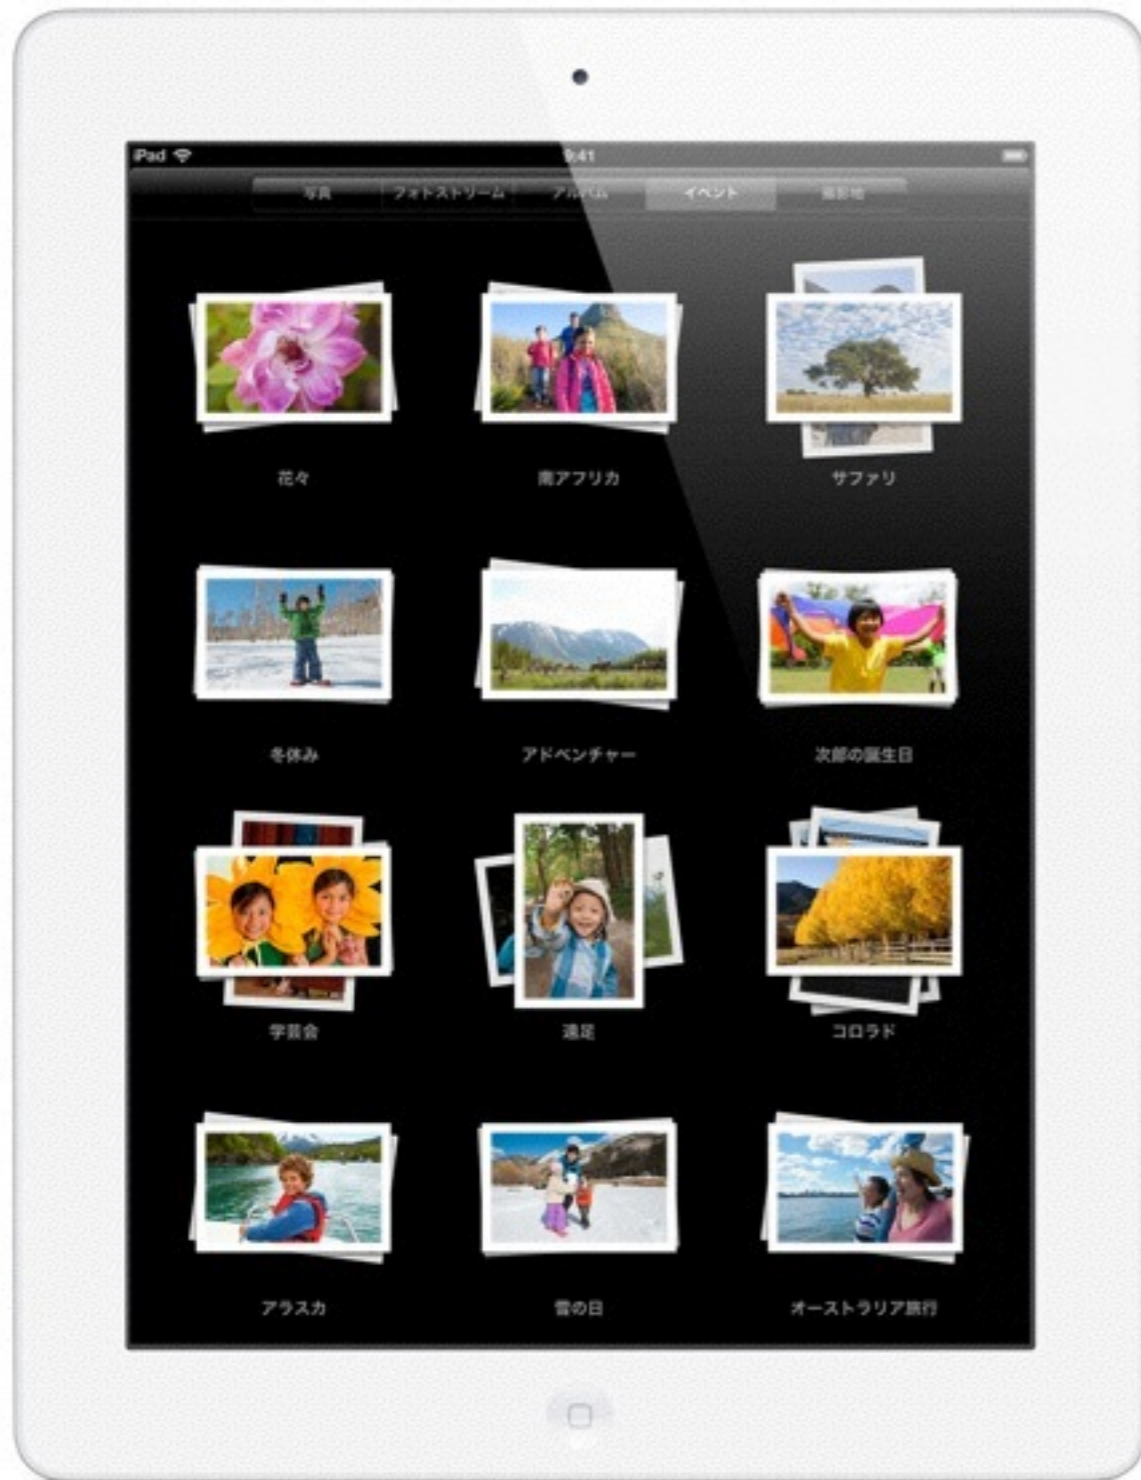 iPad 9:41
写真 フォトストリーム アルバム イベント 撮影地
花々 南アフリカ サファリ
冬休み アドベンチャー 次郎の誕生日
学芸会 遠足 コロラド
アラスカ 雪の日 オーストラリア旅行